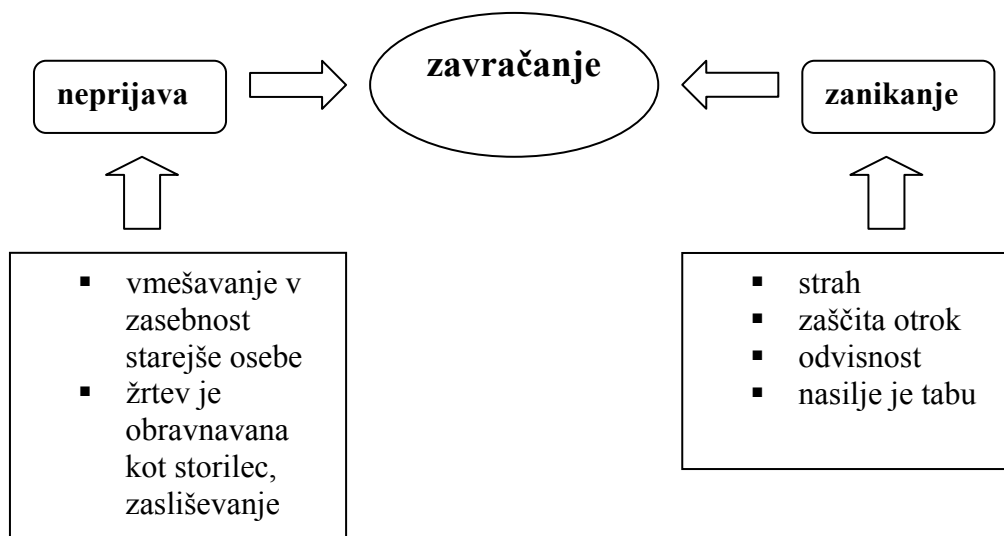 zavračanje
neprijava
zanikanje
▪ vmešavanje v
zasebnost
starejše osebe
▪ žrtev je
obravnavana
kot storilec,
zasliševanje
▪ strah
▪ zaščita otrok
▪ odvisnost
▪ nasilje je tabu